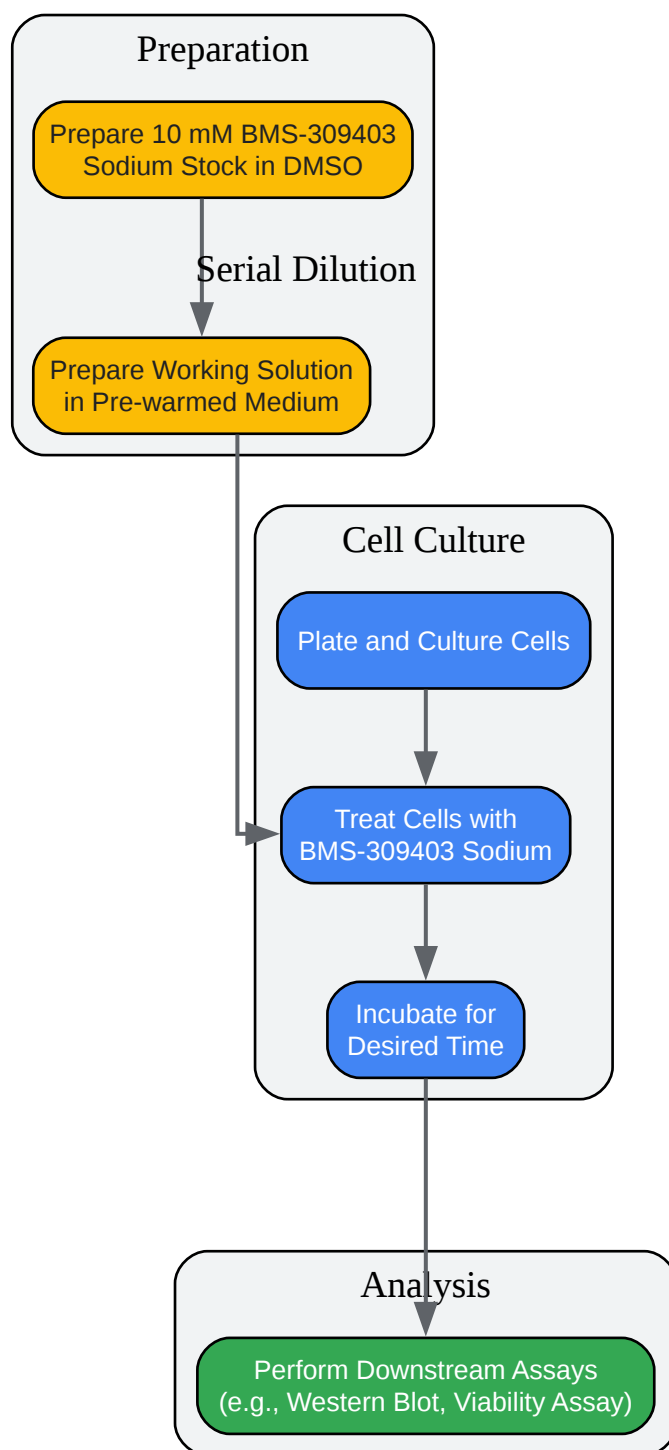 Preparation
Prepare 10 mM BMS-309403
Sodium Stock in DMSO
Serial Dilution
Prepare Working Solution
in Pre-warmed Medium
Cell Culture
Plate and Culture Cells
Treat Cells with
BMS-309403 Sodium
Incubate for
Desired Time
Analysis
Perform Downstream Assays
(e.g., Western Blot, Viability Assay)